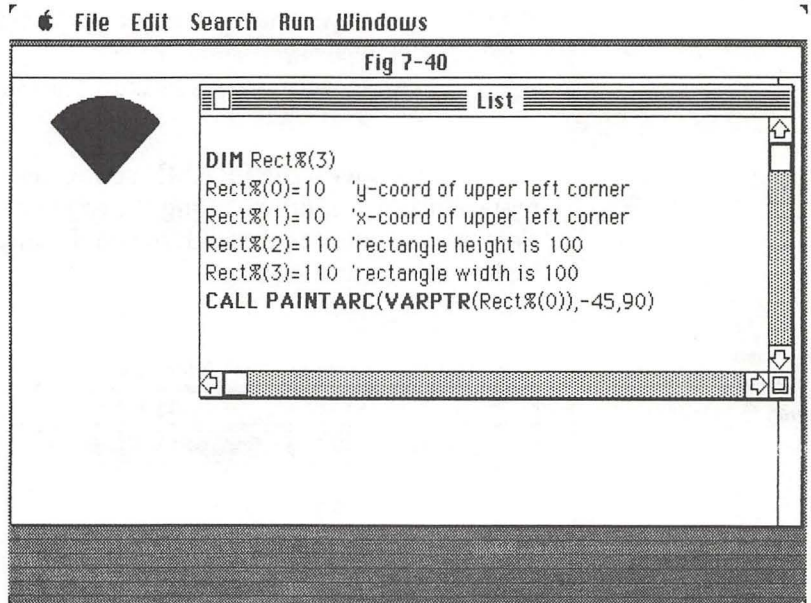 File Edit Search Run Windows
Fig 7-40
List
DIM Rect%(3)
Rect%(0)=10 'y-coord of upper left corner
Rect%(1)=10 'x-coord of upper left corner
Rect%(2)=110 'rectangle height is 100
Rect%(3)=110 'rectangle width is 100
CALL PAINTARC(VARPTR(Rect%(0)),-45,90)